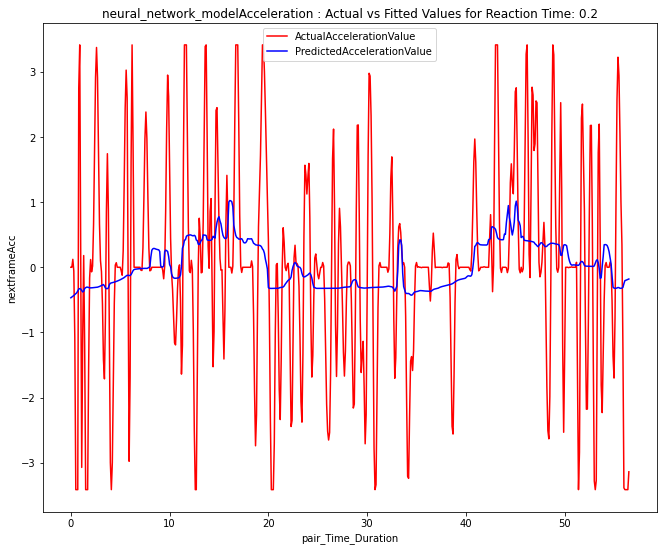 neural_network_modelAcceleration : Actual vs Fitted Values for Reaction Time: 0.2
ActualAccelerationValue
PredictedAccelerationValue
nextframeAcc
3
2
1
0
−1
−2
−3
0 10 20 30 40 50
pair_Time_Duration